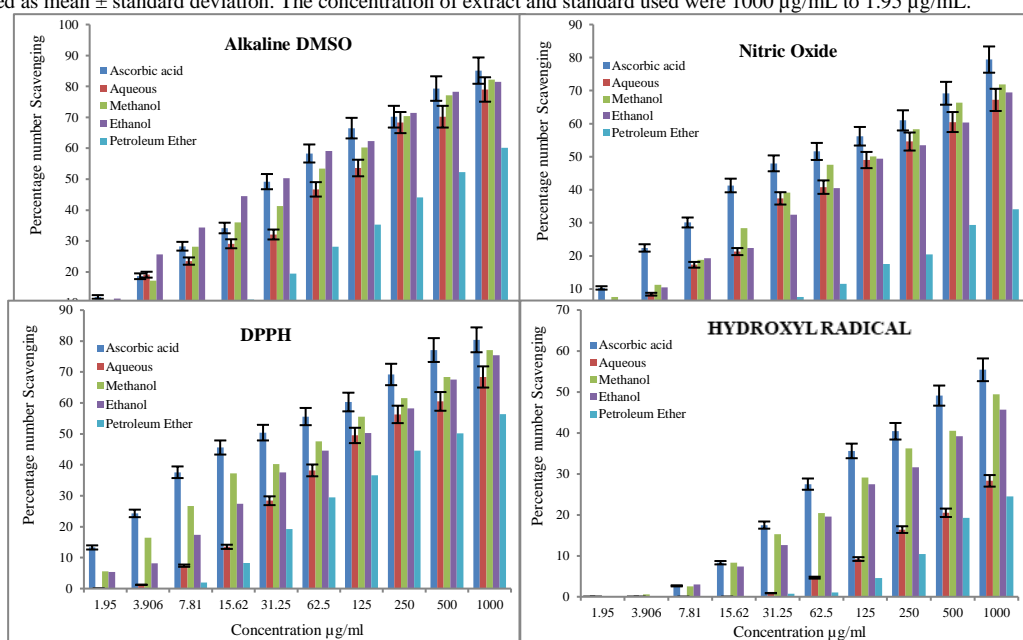 ed as mean ± standard deviation. The concentration of extract and standard used were 1000 µg/mL to 1.95 µg/mL.
Alkaline DMSO
Percentage number Scavenging
100
90
80
70
60
50
40
30
20
Ascorbic acid
Aqueous
Methanol
Ethanol
Petroleum Ether
Nitric Oxide
Percentage number Scavenging
90
80
70
60
50
40
30
20
10
Ascorbic acid
Aqueous
Methanol
Ethanol
Petroleum Ether
DPPH
Percentage number Scavenging
90
80
70
60
50
40
30
20
10
0
Ascorbic acid
Aqueous
Methanol
Ethanol
Petroleum Ether
1.95 3.906 7.81 15.62 31.25 62.5 125 250 500 1000
Concentration µg/ml
HYDROXYL RADICAL
Percentage number Scavenging
70
60
50
40
30
20
10
0
Ascorbic acid
Aqueous
Methanol
Ethanol
Petroleum Ether
1.95 3.906 7.81 15.62 31.25 62.5 125 250 500 1000
Concentration µg/ml